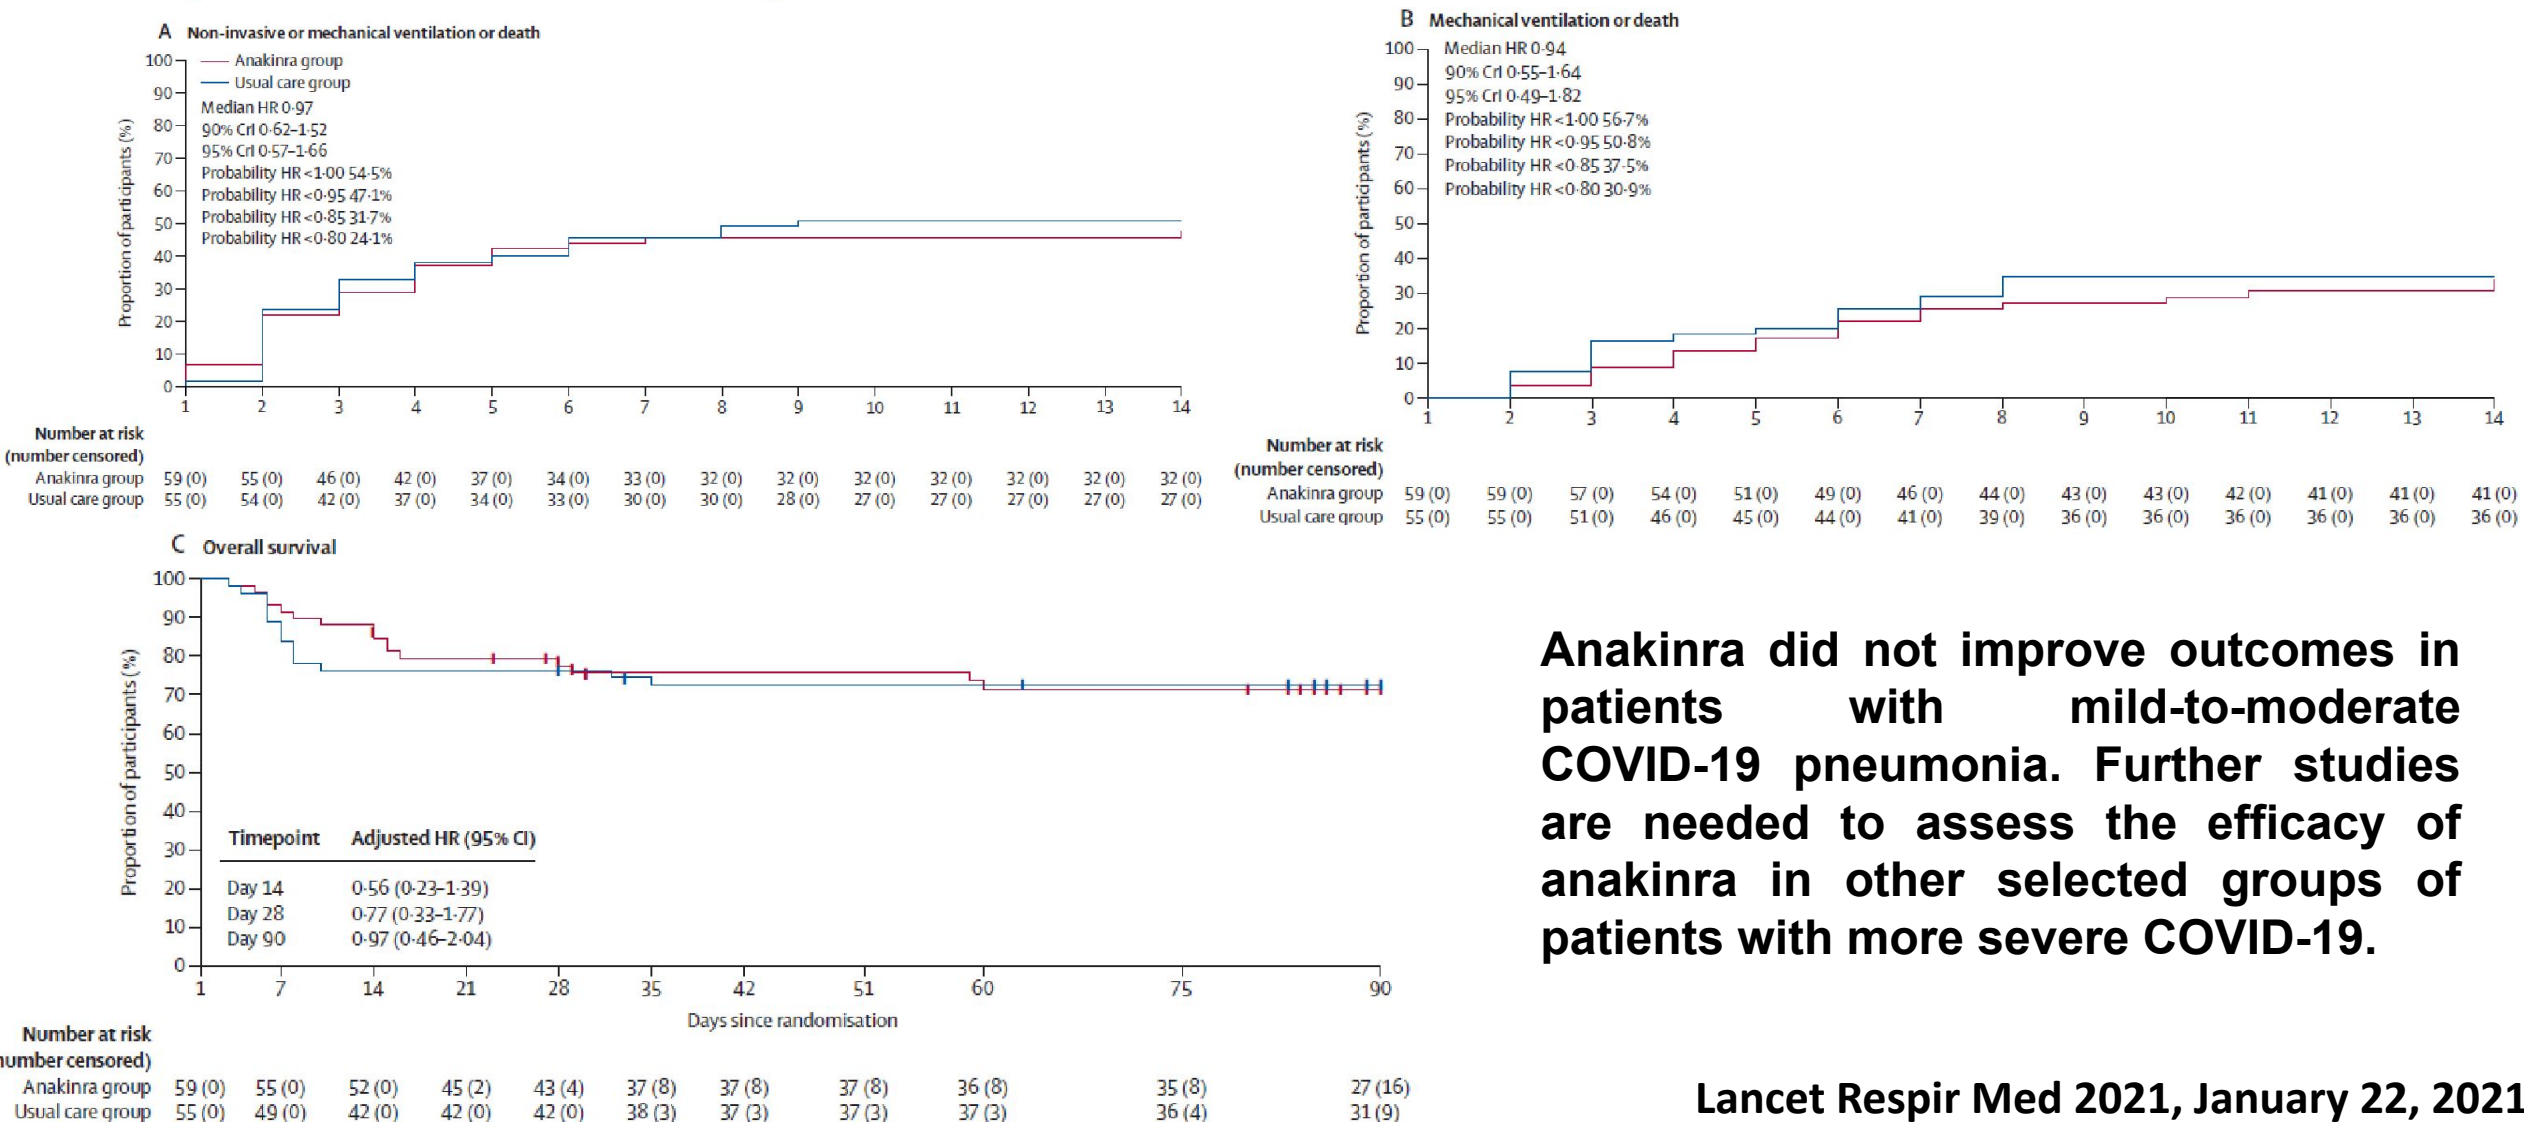 A Non-invasive or mechanical ventilation or death
Anakinra group
Usual care group
Median HR 0·97
90% CrI 0·62–1·52
95% CrI 0·57–1·66
Probability HR <1·00 54·5%
Probability HR <0·95 47·1%
Probability HR <0·85 31·7%
Probability HR <0·80 24·1%
Proportion of participants (%)
100
90
80
70
60
50
40
30
20
10
0
1 2 3 4 5 6 7 8 9 10 11 12 13 14
Number at risk
(number censored)
Anakinra group 59 (0) 55 (0) 46 (0) 42 (0) 37 (0) 34 (0) 33 (0) 32 (0) 32 (0) 32 (0) 32 (0) 32 (0) 32 (0) 32 (0)
Usual care group 55 (0) 54 (0) 42 (0) 37 (0) 34 (0) 33 (0) 30 (0) 30 (0) 28 (0) 27 (0) 27 (0) 27 (0) 27 (0) 27 (0)
B Mechanical ventilation or death
Median HR 0·94
90% CrI 0·55–1·64
95% CrI 0·49–1·82
Probability HR <1·00 56·7%
Probability HR <0·95 50·8%
Probability HR <0·85 37·5%
Probability HR <0·80 30·9%
Proportion of participants (%)
100
90
80
70
60
50
40
30
20
10
0
1 2 3 4 5 6 7 8 9 10 11 12 13 14
Number at risk
(number censored)
Anakinra group 59 (0) 59 (0) 57 (0) 54 (0) 51 (0) 49 (0) 46 (0) 44 (0) 43 (0) 43 (0) 42 (0) 41 (0) 41 (0) 41 (0)
Usual care group 55 (0) 55 (0) 51 (0) 46 (0) 45 (0) 44 (0) 41 (0) 39 (0) 36 (0) 36 (0) 36 (0) 36 (0) 36 (0) 36 (0)
C Overall survival
Proportion of participants (%)
100
90
80
70
60
50
40
30
20
10
0
Timepoint Adjusted HR (95% CI)
Day 14 0·56 (0·23–1·39)
Day 28 0·77 (0·33–1·77)
Day 90 0·97 (0·46–2·04)
1 7 14 21 28 35 42 51 60 75 90
Days since randomisation
Number at risk
number censored)
Anakinra group 59 (0) 55 (0) 52 (0) 45 (2) 43 (4) 37 (8) 37 (8) 37 (8) 36 (8) 35 (8) 27 (16)
Usual care group 55 (0) 49 (0) 42 (0) 42 (0) 42 (0) 38 (3) 37 (3) 37 (3) 37 (3) 36 (4) 31 (9)
Anakinra did not improve outcomes in
patients with mild-to-moderate
COVID-19 pneumonia. Further studies
are needed to assess the efficacy of
anakinra in other selected groups of
patients with more severe COVID-19.
Lancet Respir Med 2021, January 22, 2021